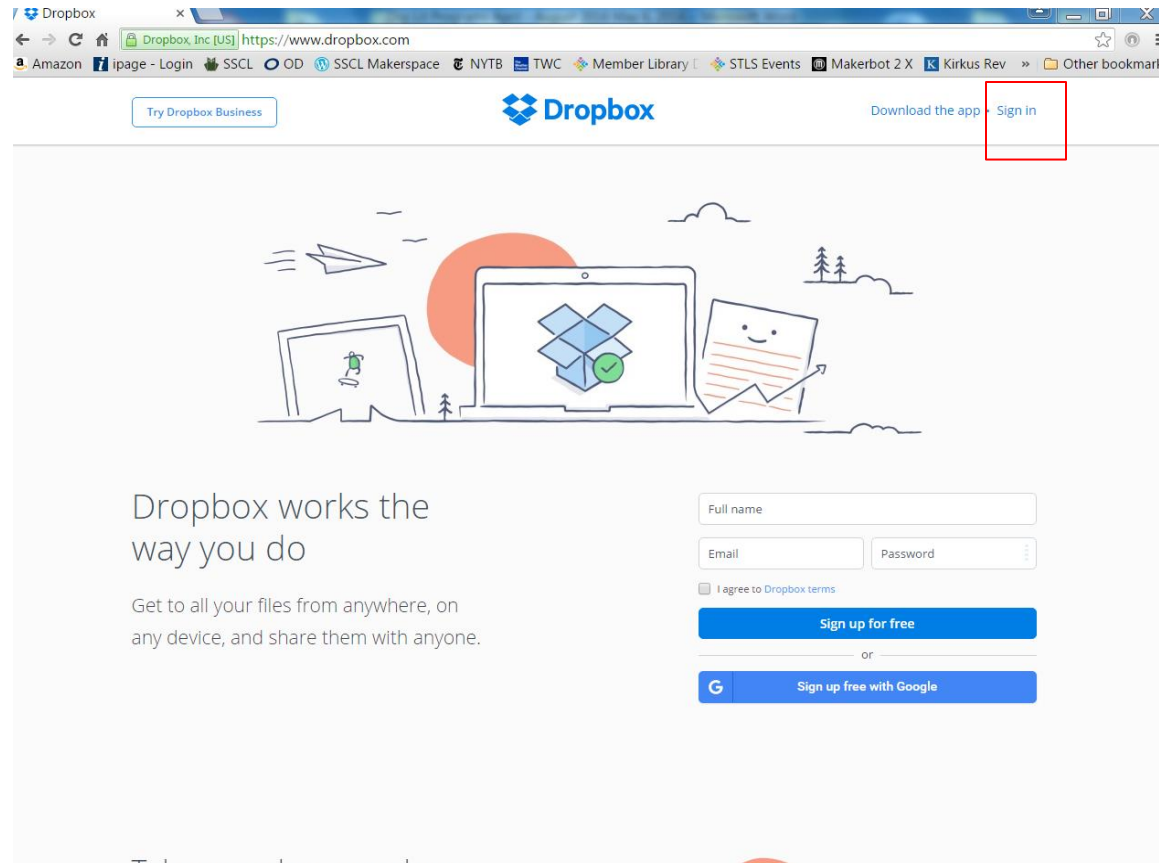 Dropbox
Dropbox, Inc [US] https://www.dropbox.com
Amazon ipage - Login SSCL OD SSCL Makerspace NYTB TWC Member Library STLS Events Makerbot 2 X Kirkus Rev » Other bookmark
Try Dropbox Business
Dropbox
Download the app · Sign in
Dropbox works the
way you do
Get to all your files from anywhere, on
any device, and share them with anyone.
Full name
Email Password
I agree to Dropbox terms
Sign up for free
or
G Sign up free with Google